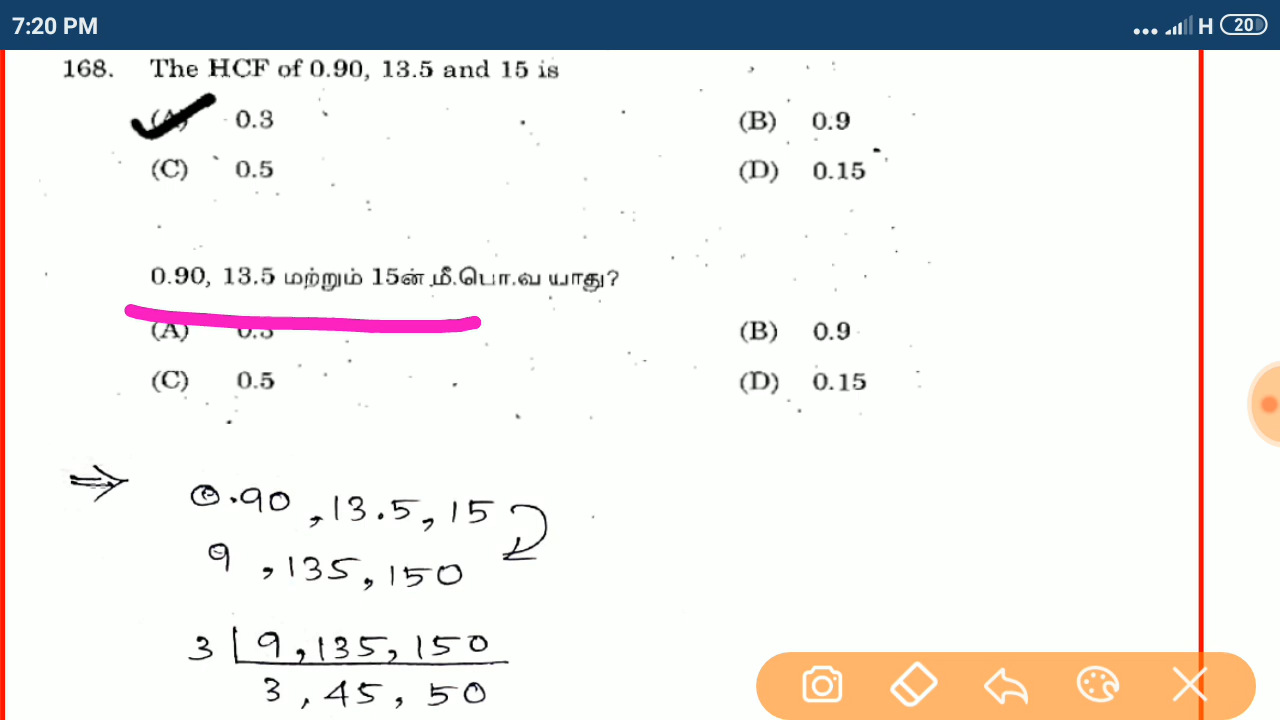 7:20 PM H 20
168. The HCF of 0.90, 13.5 and 15 is
(A) 0.3 (B) 0.9
(C) 0.5 (D) 0.15
0.90, 13.5 மற்றும் 15ன் மீ.பொ.வ யாது?
(A) 0.3 (B) 0.9
(C) 0.5 (D) 0.15
0.90, 13.5, 15
9, 135, 150
3 9, 135, 150
3, 45, 50